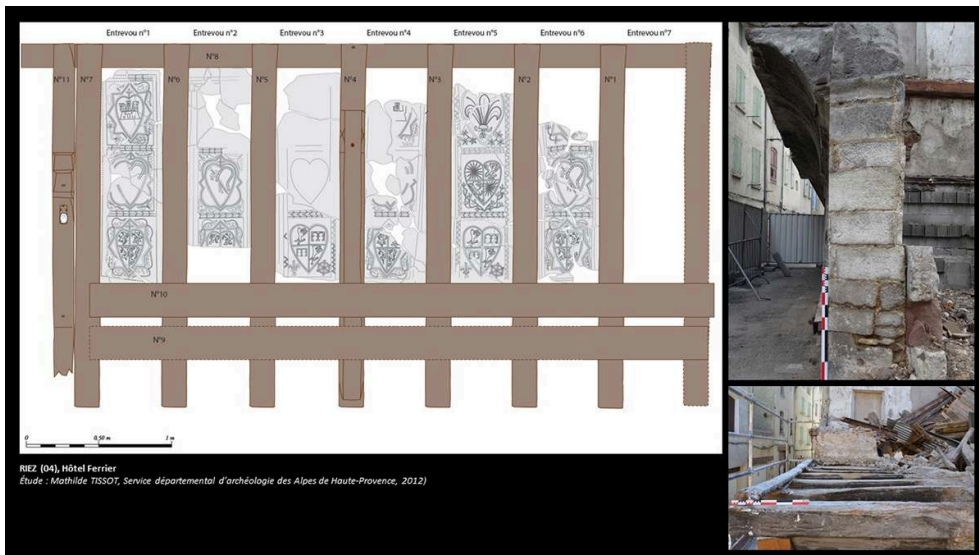 Entrevou n°1 Entrevou n°2 Entrevou n°3 Entrevou n°4 Entrevou n°5 Entrevou n°6 Entrevou n°7
N°8
N°11 N°7 N°6 N°5 N°4 N°3 N°2 N°1
N°10
N°9
0 0,50 m 1 m
RIEZ (04), Hôtel Ferrier
Étude : Mathilde TISSOT, Service départemental d'archéologie des Alpes de Haute-Provence, 2012)